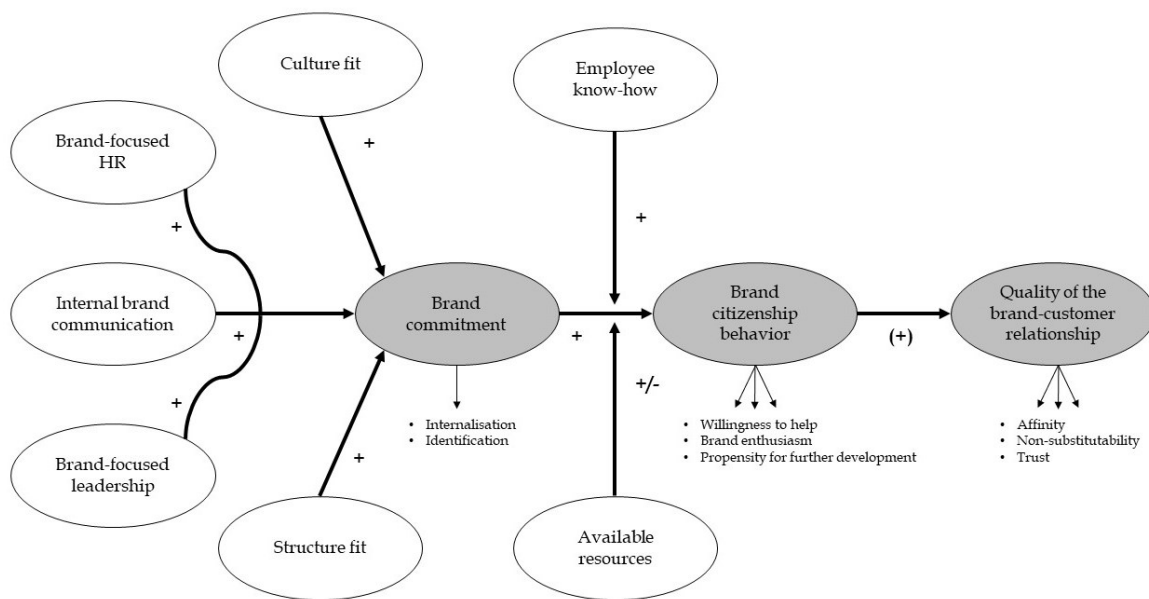 Culture fit
Employee
know-how
Brand-focused
HR
+
+
+
Internal brand
communication
+
Brand
commitment
+
Brand
citizenship
behavior
(+)
Quality of the
brand-customer
relationship
+
+/-
• Internalisation
• Identification
• Willingness to help
• Brand enthusiasm
• Propensity for further development
• Affinity
• Non-substitutability
• Trust
Brand-focused
leadership
+
Structure fit
Available
resources